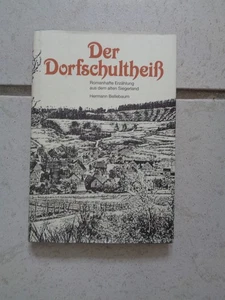 Der
Dorfschultheiß
Romanhafte Erzählung
aus dem alten Siegerland
Hermann Bellebaum